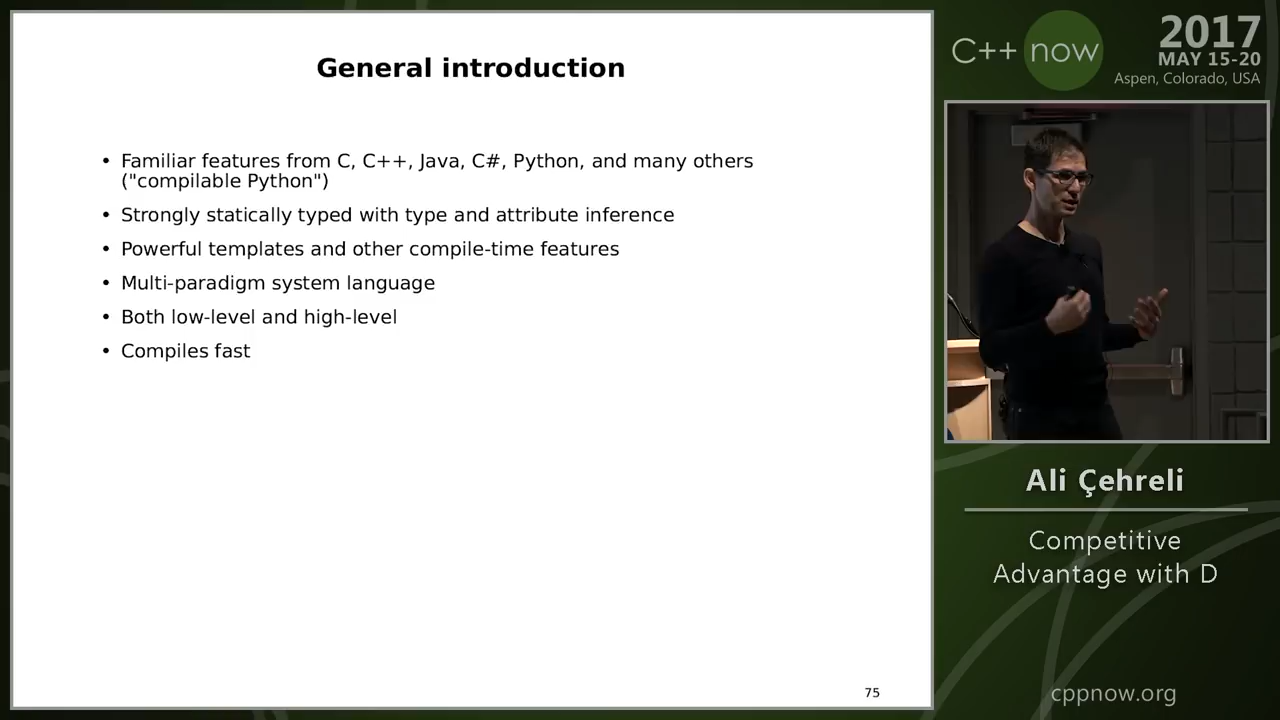 General introduction
• Familiar features from C, C++, Java, C#, Python, and many others
("compilable Python")
• Strongly statically typed with type and attribute inference
• Powerful templates and other compile-time features
• Multi-paradigm system language
• Both low-level and high-level
• Compiles fast
75
C++ now
2017
MAY 15-20
Aspen, Colorado, USA
Ali Çehreli
Competitive
Advantage with D
cppnow.org